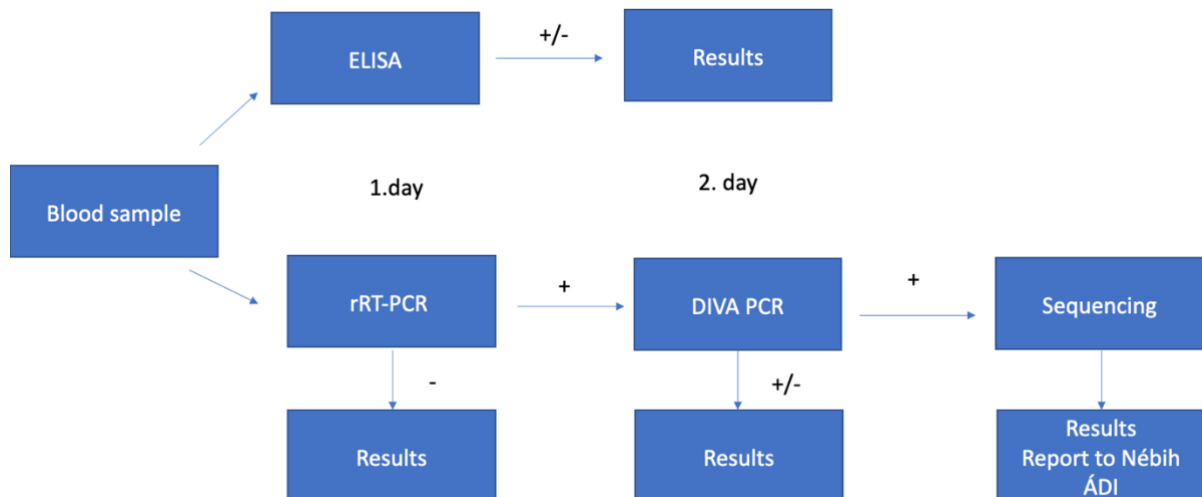 ELISA
+/-
Results
Blood sample
1.day
2. day
rRT-PCR
+
DIVA PCR
+
Sequencing
-
+/-
Results
Results
Results
Report to Nébih
ÁDI